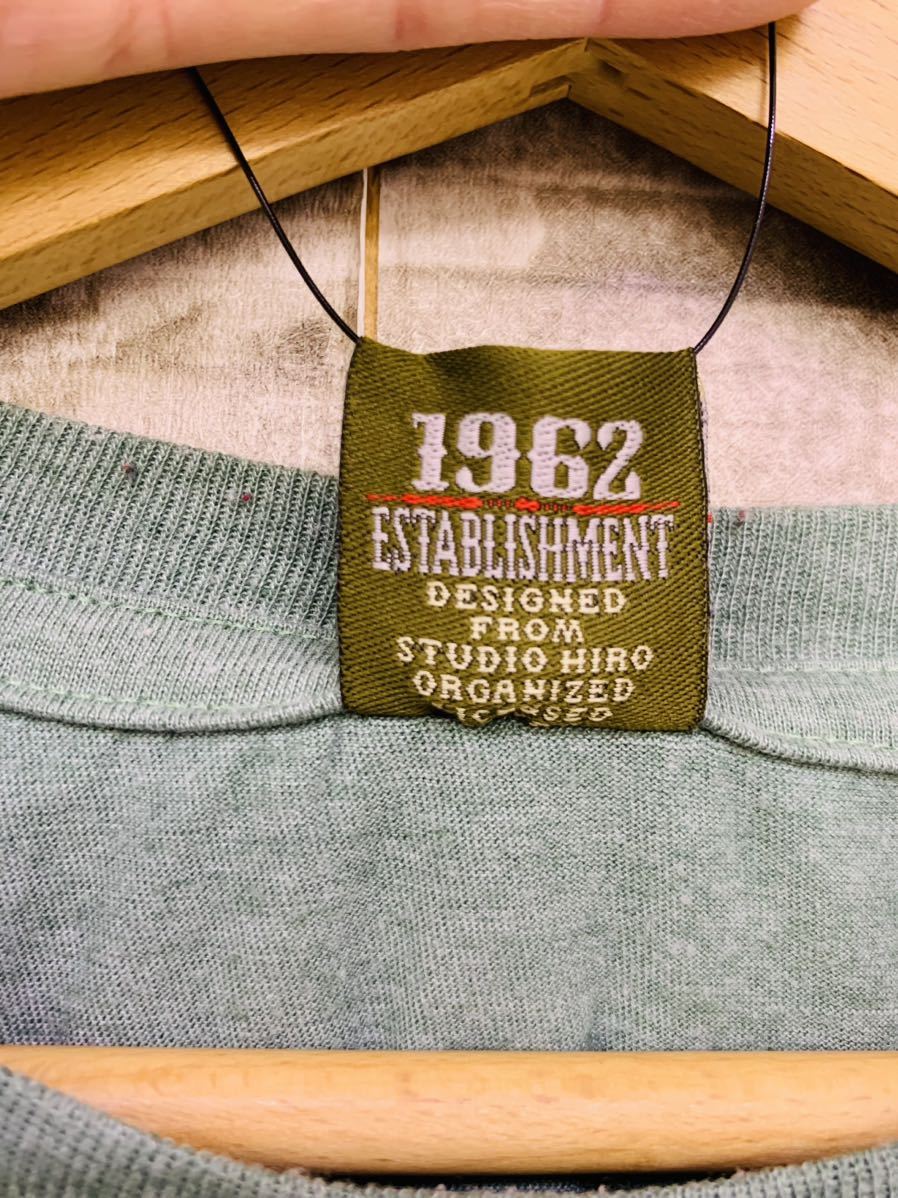 1962
ESTABLISHMENT
DESIGNED
FROM
STUDIO HIRO
ORGANIZED